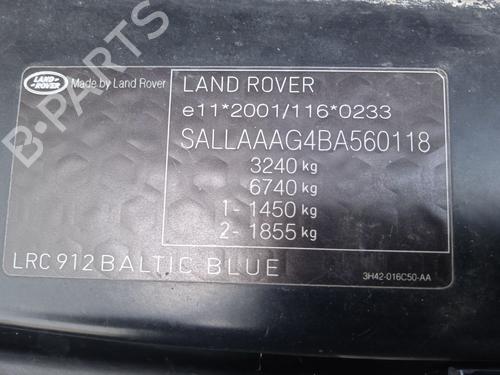 LAND-
ROVER
Made by Land Rover
LAND ROVER
e11*2001/116*0233
SALLAAAG4BA560118
3240 kg
6740 kg
1- 1450 kg
2- 1855 kg
LRC 912 BALTIC BLUE
3H42-016C50-AA